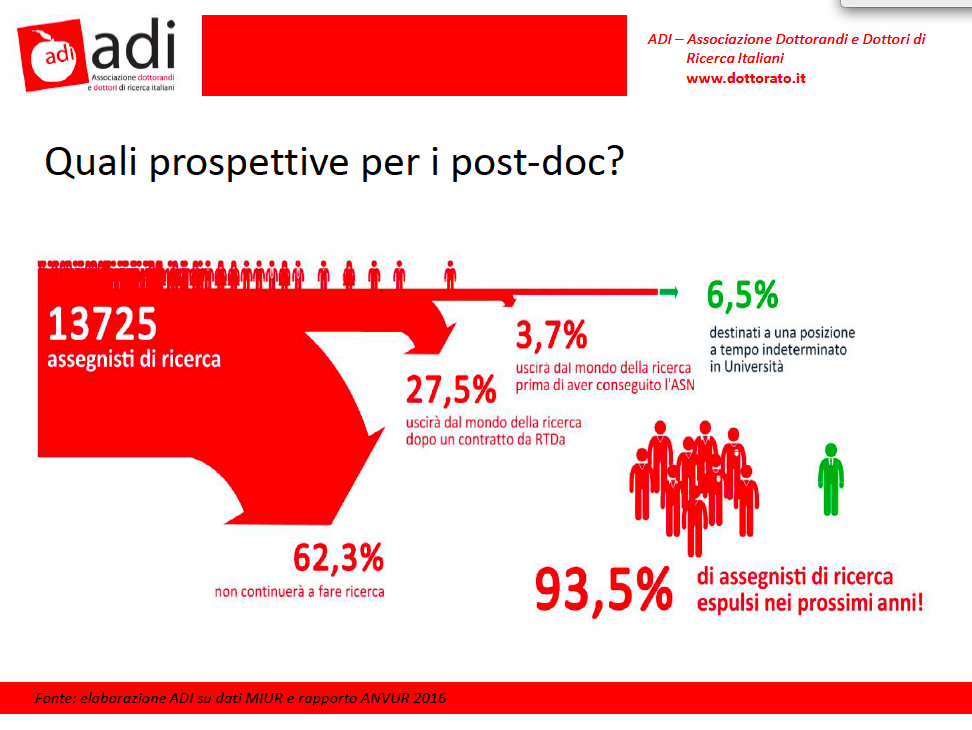 adi
adi
Associazione dottorandi
e dottori di ricerca italiani
ADI – Associazione Dottorandi e Dottori di
Ricerca Italiani
www.dottorato.it
Quali prospettive per i post-doc?
13725
assegnisti di ricerca
6,5%
destinati a una posizione
a tempo indeterminato
in Università
3,7%
uscirà dal mondo della ricerca
prima di aver conseguito l'ASN
27,5%
uscirà dal mondo della ricerca
dopo un contratto da RTDa
62,3%
non continuerà a fare ricerca
93,5%
di assegnisti di ricerca
espulsi nei prossimi anni!
Fonte: elaborazione ADI su dati MIUR e rapporto ANVUR 2016